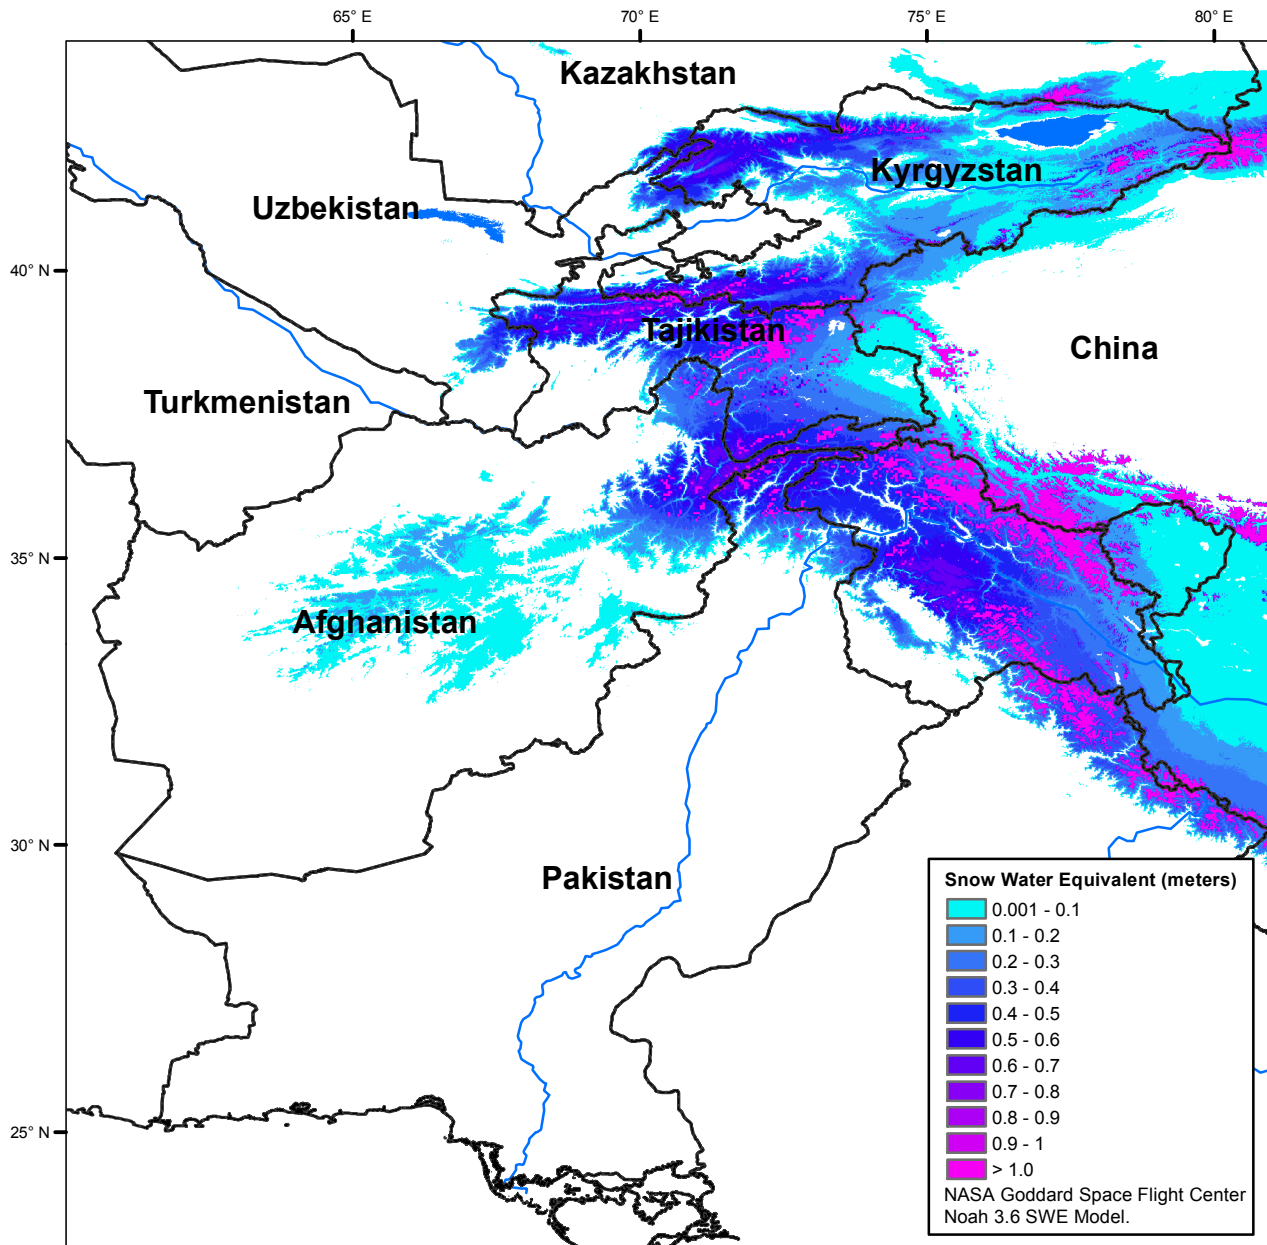 65° E
70° E
75° E
80° E
Kazakhstan
Kyrgyzstan
Uzbekistan
40° N
Tajikistan
China
Turkmenistan
35° N
Afghanistan
30° N
Pakistan
25° N
Snow Water Equivalent (meters)
0.001 - 0.1
0.1 - 0.2
0.2 - 0.3
0.3 - 0.4
0.4 - 0.5
0.5 - 0.6
0.6 - 0.7
0.7 - 0.8
0.8 - 0.9
0.9 - 1
> 1.0
NASA Goddard Space Flight Center
Noah 3.6 SWE Model.